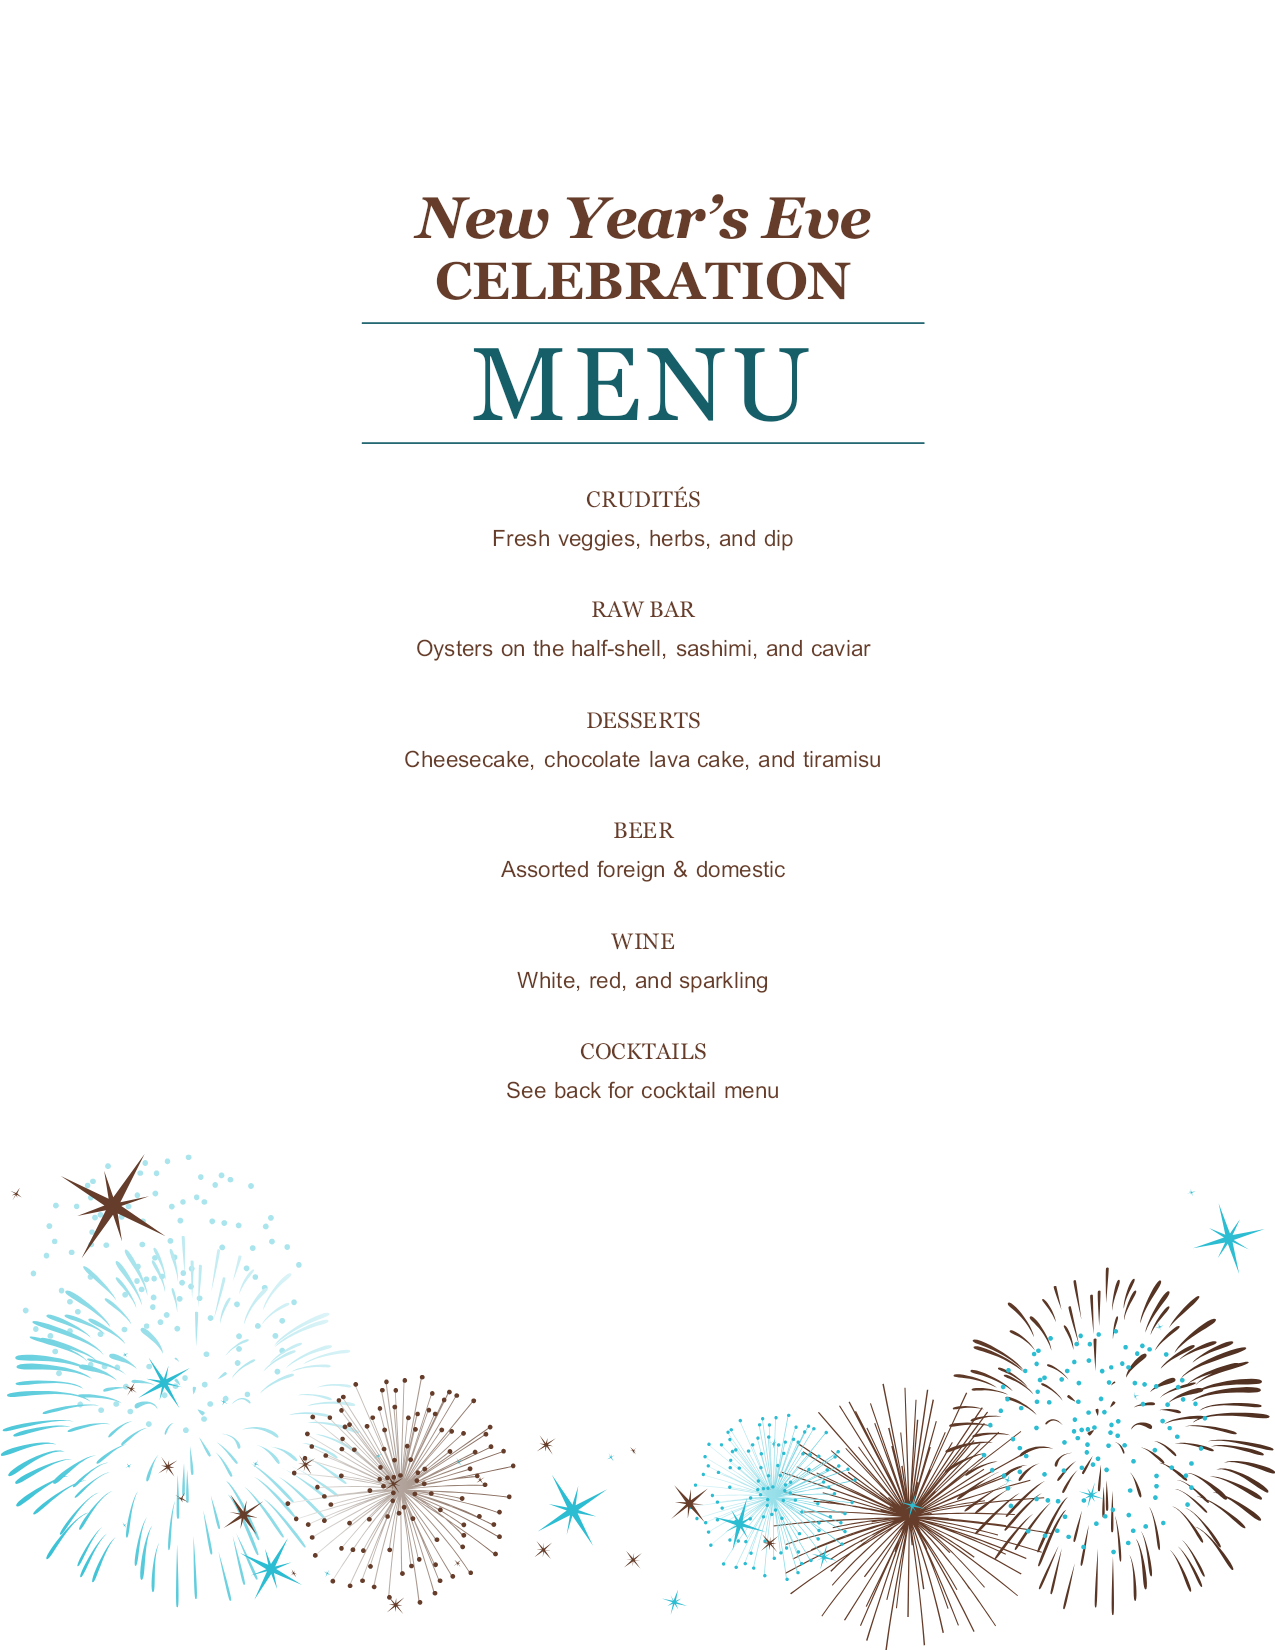 New Year’s Eve
CELEBRATION
MENU
CRUDITÉS
Fresh veggies, herbs, and dip
RAW BAR
Oysters on the half-shell, sashimi, and caviar
DESSERTS
Cheesecake, chocolate lava cake, and tiramisu
BEER
Assorted foreign & domestic
WINE
White, red, and sparkling
COCKTAILS
See back for cocktail menu